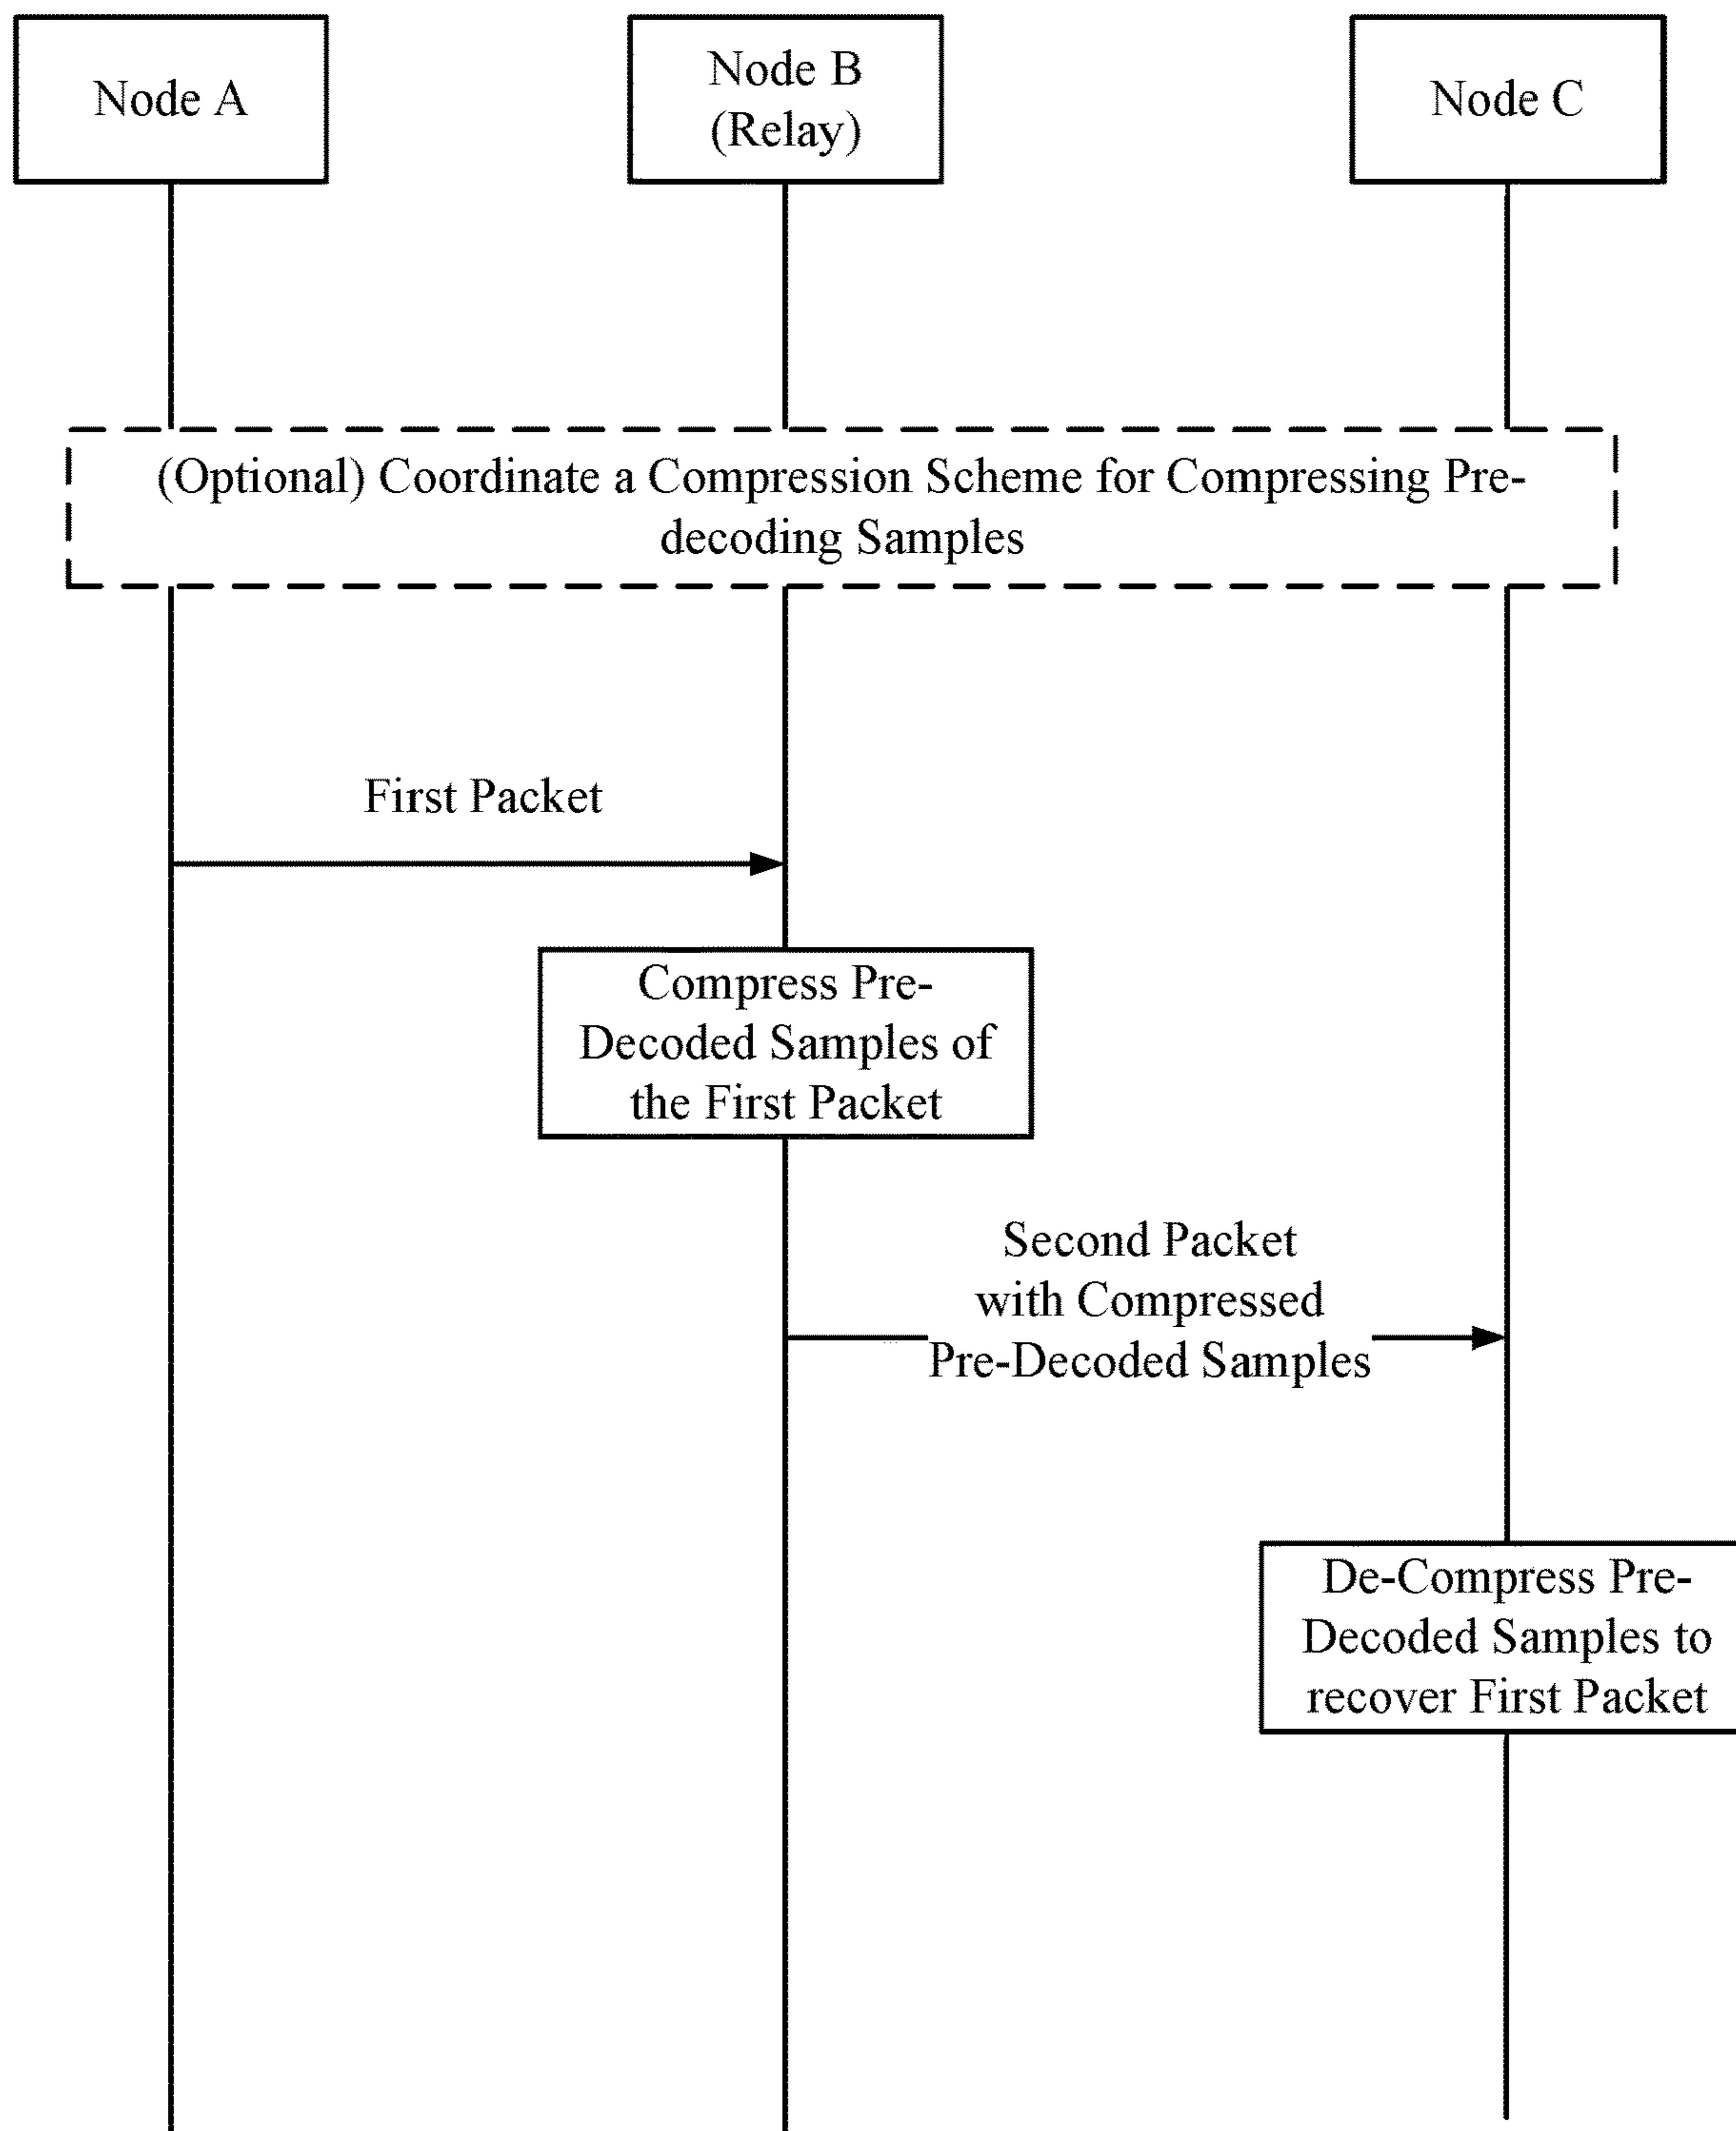 Node A
Node B
(Relay)
Node C
(Optional) Coordinate a Compression Scheme for Compressing Pre-
decoding Samples
First Packet
Compress Pre-
Decoded Samples of
the First Packet
Second Packet
with Compressed
Pre-Decoded Samples
De-Compress Pre-
Decoded Samples to
recover First Packet